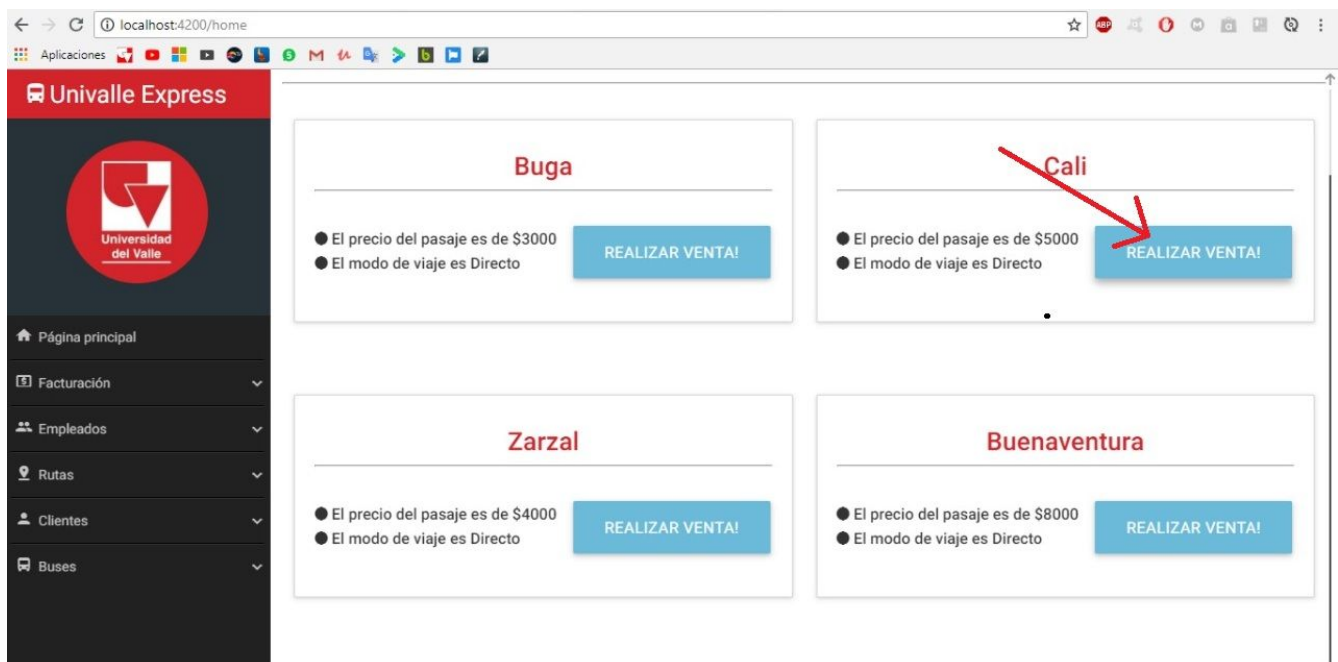 localhost:4200/home
ABP
Aplicaciones
Univalle Express
Universidad
del Valle
Página principal
Facturación
Empleados
Rutas
Clientes
Buses
Buga
El precio del pasaje es de $3000
El modo de viaje es Directo
REALIZAR VENTA!
Cali
El precio del pasaje es de $5000
El modo de viaje es Directo
REALIZAR VENTA!
Zarzal
El precio del pasaje es de $4000
El modo de viaje es Directo
REALIZAR VENTA!
Buenaventura
El precio del pasaje es de $8000
El modo de viaje es Directo
REALIZAR VENTA!